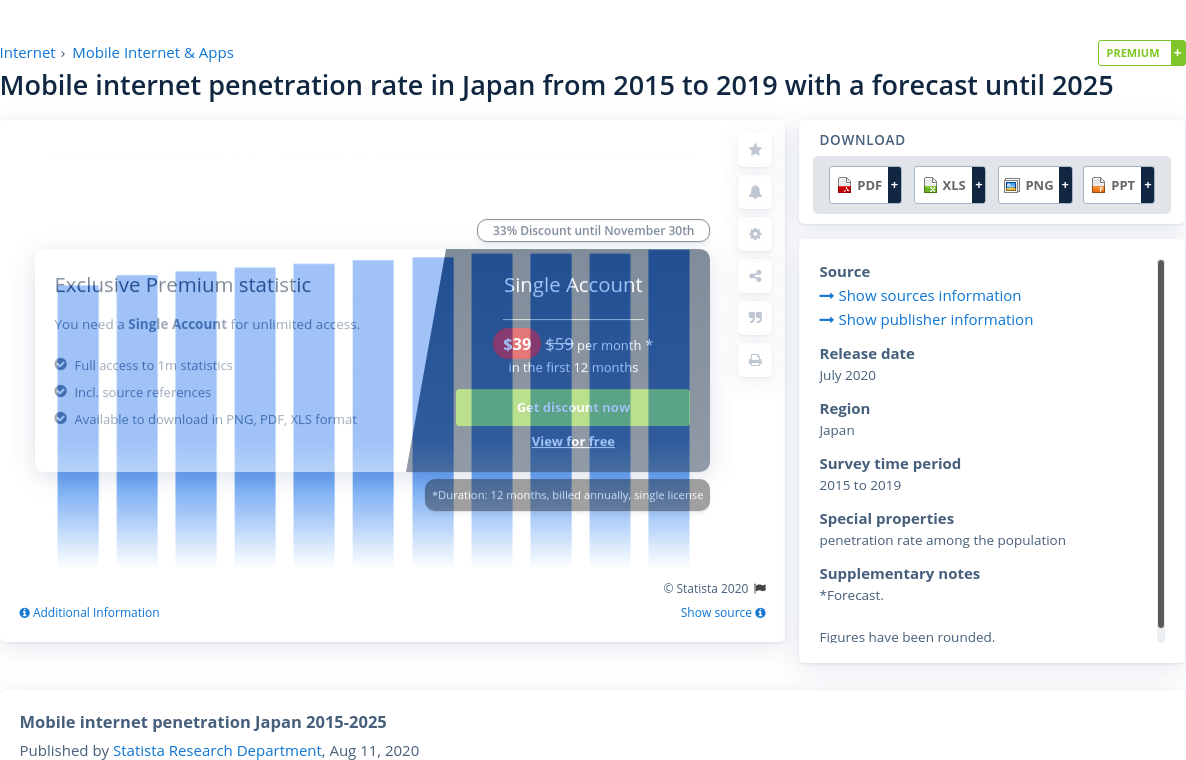 Internet › Mobile Internet & Apps
PREMIUM +
Mobile internet penetration rate in Japan from 2015 to 2019 with a forecast until 2025
33% Discount until November 30th
Exclusive Premium statistic
You need a Single Account for unlimited access.
Full access to 1m statistics
Incl. source references
Available to download in PNG, PDF, XLS format
Single Account
$39 $59 per month *
in the first 12 months
Get discount now
View for free
*Duration: 12 months, billed annually, single license
© Statista 2020
Additional Information
Show source
DOWNLOAD
PDF + XLS + PNG + PPT +
Source
Show sources information
Show publisher information
Release date
July 2020
Region
Japan
Survey time period
2015 to 2019
Special properties
penetration rate among the population
Supplementary notes
*Forecast.
Figures have been rounded.
Mobile internet penetration Japan 2015-2025
Published by Statista Research Department, Aug 11, 2020